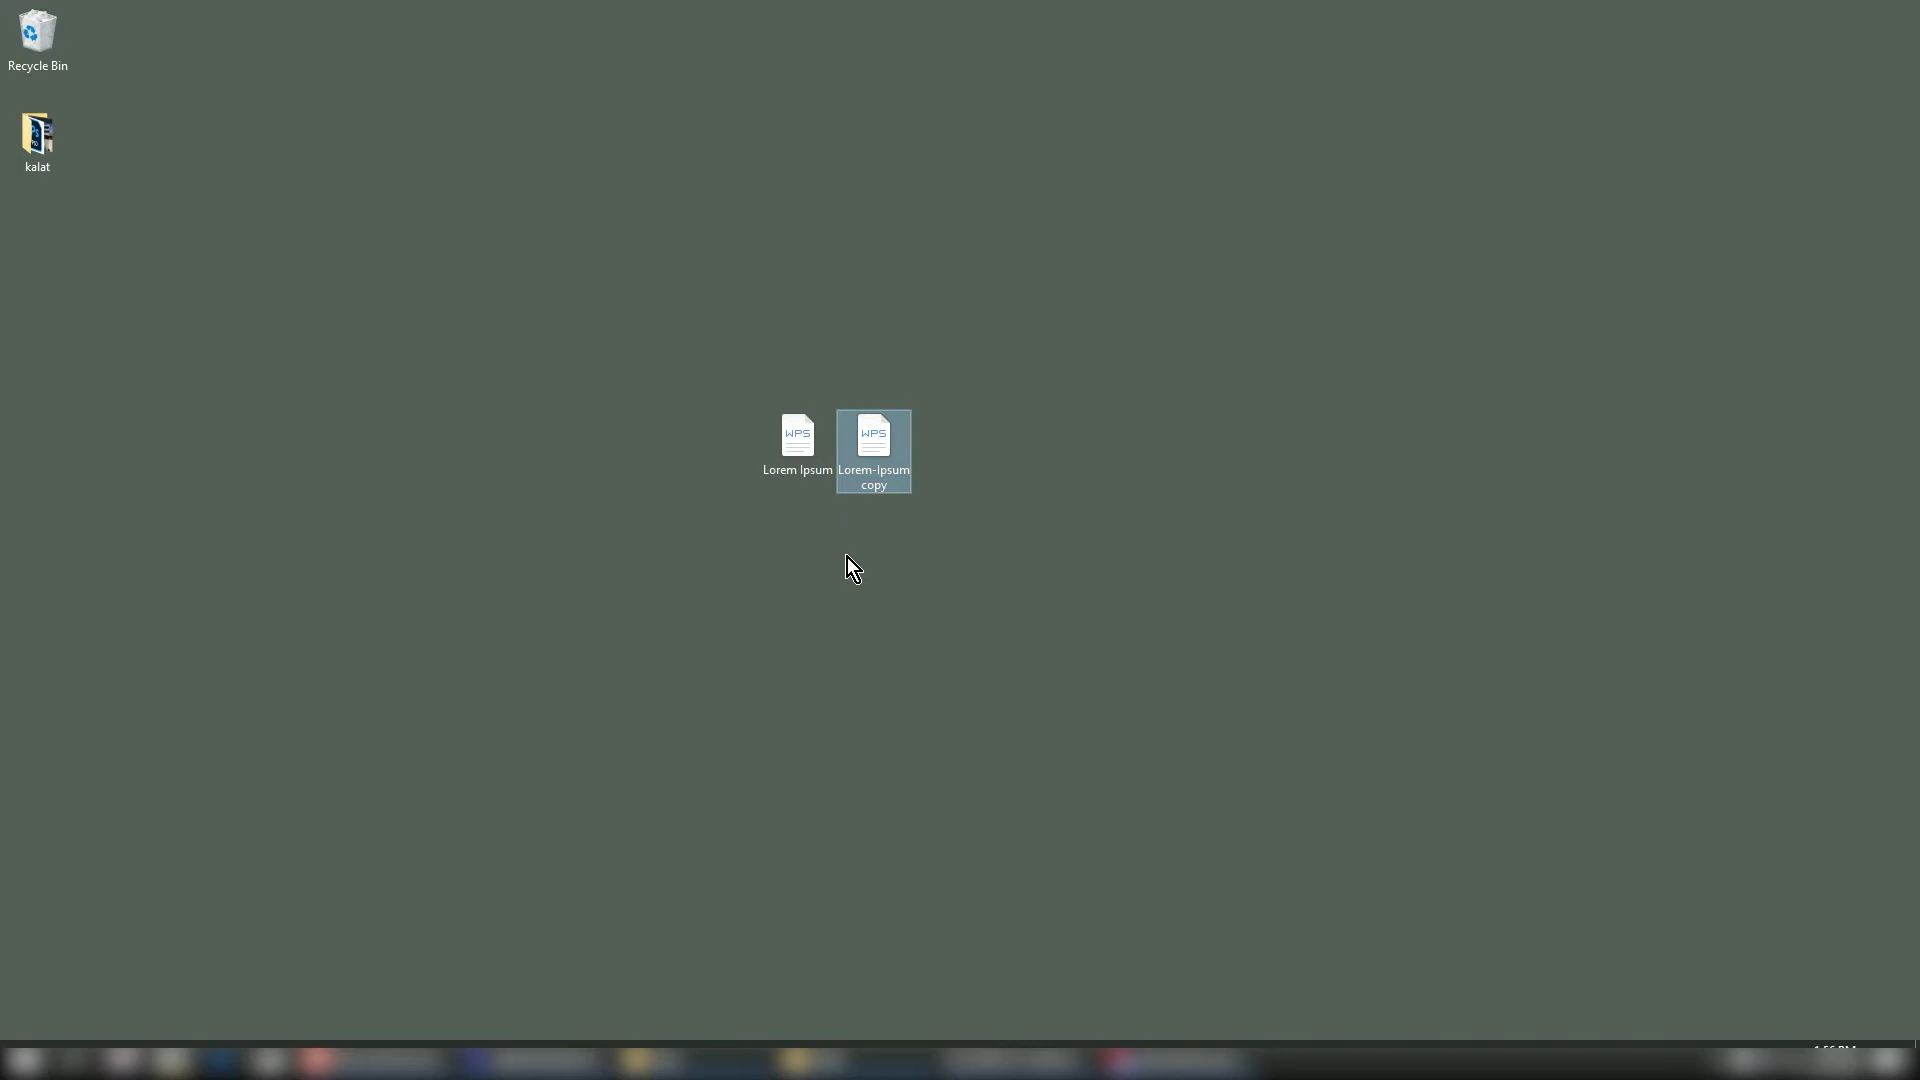 Recycle Bin
kalat
WPS
WPS
Lorem Ipsum
Lorem-Ipsum
copy